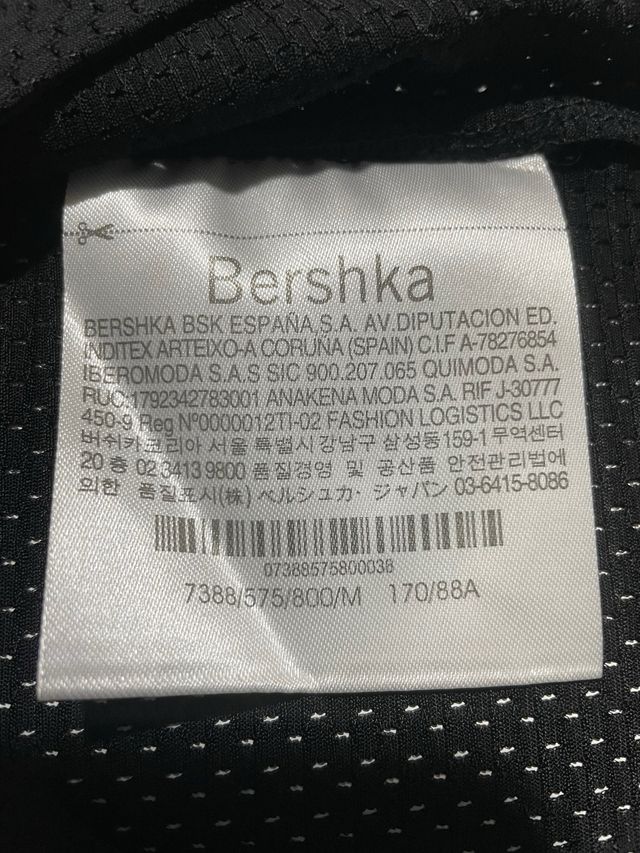 Bershka
BERSHKA BSK ESPAÑA,S.A. AV.DIPUTACION ED.
INDITEX ARTEIXO-A CORUÑA (SPAIN) C.I.F A-78276854
IBEROMODA S.A.S SIC 900.207.065 QUIMODA S.A.
RUC:1792342783001 ANAKENA MODA S.A. RIF J-30777
450-9 Reg Nº0000012TI-02 FASHION LOGISTICS LLC
버쉬카코리아 서울 특별시 강남구 삼성동159-1 무역센터
20 층 02 3413 9800 품질경영 및 공산품 안전관리법에
의한 품질표시(株) ベルシュカ・ジャパン 03-6415-8086
07388575800038
7388/575/800/M 170/88A